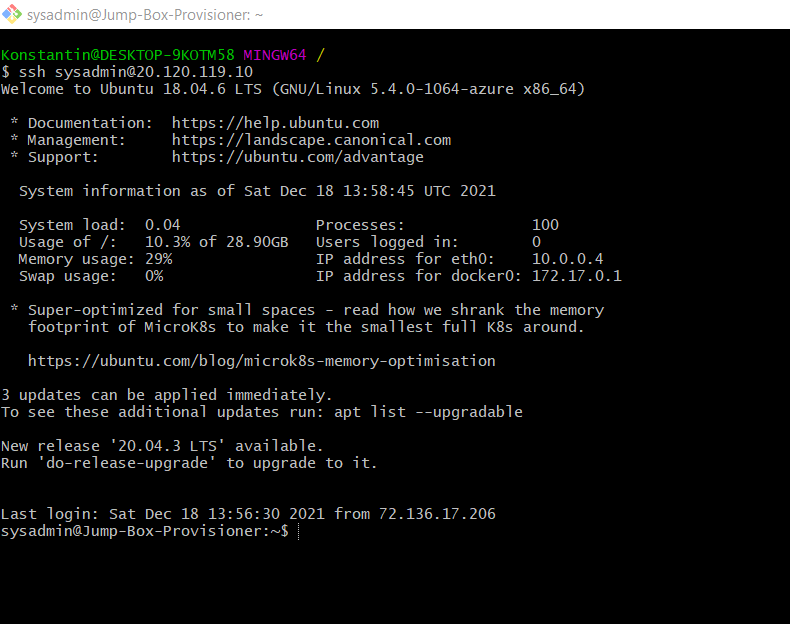 sysadmin@Jump-Box-Provisioner: ~
Konstantin@DESKTOP-9KOTM58 MINGW64 /
$ ssh sysadmin@20.120.119.10
Welcome to Ubuntu 18.04.6 LTS (GNU/Linux 5.4.0-1064-azure x86_64)
* Documentation:  https://help.ubuntu.com
* Management:     https://landscape.canonical.com
* Support:        https://ubuntu.com/advantage
System information as of Sat Dec 18 13:58:45 UTC 2021
System load:  0.04               Processes:              100
Usage of /:   10.3% of 28.90GB   Users logged in:        0
Memory usage: 29%                IP address for eth0:    10.0.0.4
Swap usage:   0%                 IP address for docker0: 172.17.0.1
* Super-optimized for small spaces - read how we shrank the memory
footprint of MicroK8s to make it the smallest full K8s around.
https://ubuntu.com/blog/microk8s-memory-optimisation
3 updates can be applied immediately.
To see these additional updates run: apt list --upgradable
New release '20.04.3 LTS' available.
Run 'do-release-upgrade' to upgrade to it.
Last login: Sat Dec 18 13:56:30 2021 from 72.136.17.206
sysadmin@Jump-Box-Provisioner:~$